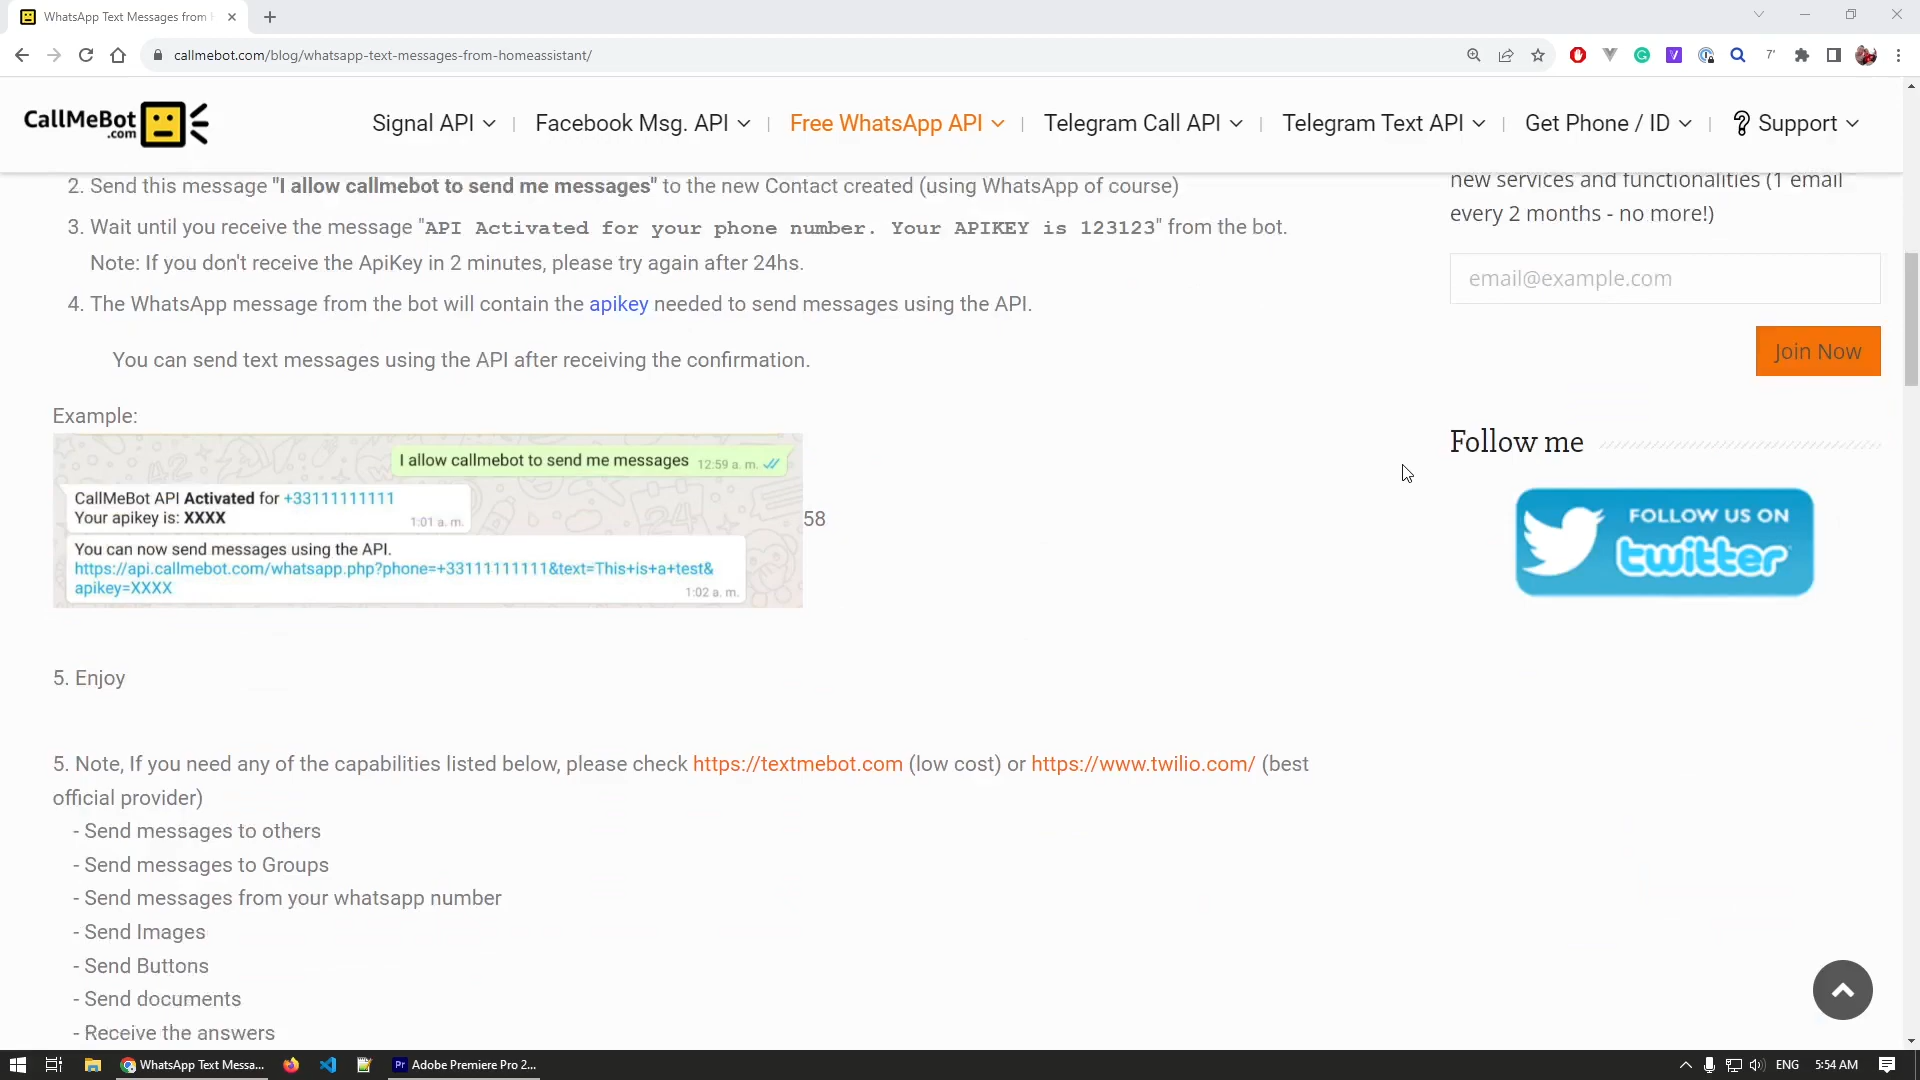 WhatsApp Text Messages from
callmebot.com/blog/whatsapp-text-messages-from-homeassistant/
CallMeBot
.com
Signal API
Facebook Msg. API
Free WhatsApp API
Telegram Call API
Telegram Text API
Get Phone / ID
Support
2. Send this message "I allow callmebot to send me messages" to the new Contact created (using WhatsApp of course)
3. Wait until you receive the message "API Activated for your phone number. Your APIKEY is 123123" from the bot.
Note: If you don't receive the ApiKey in 2 minutes, please try again after 24hs.
4. The WhatsApp message from the bot will contain the apikey needed to send messages using the API.
You can send text messages using the API after receiving the confirmation.
Example:
I allow callmebot to send me messages 12:59 a. m.
CallMeBot API Activated for +33111111111
Your apikey is: XXXX
1:01 a. m.
58
You can now send messages using the API.
https://api.callmebot.com/whatsapp.php?phone=+33111111111&text=This+is+a+test&
apikey=XXXX
1:02 a. m.
5. Enjoy
5. Note, If you need any of the capabilities listed below, please check https://textmebot.com (low cost) or https://www.twilio.com/ (best
official provider)
- Send messages to others
- Send messages to Groups
- Send messages from your whatsapp number
- Send Images
- Send Buttons
- Send documents
- Receive the answers
new services and functionalities (1 email
every 2 months - no more!)
email@example.com
Join Now
Follow me
FOLLOW US ON
twitter
WhatsApp Text Messa...
Pr Adobe Premiere Pro 2...
ENG
5:54 AM